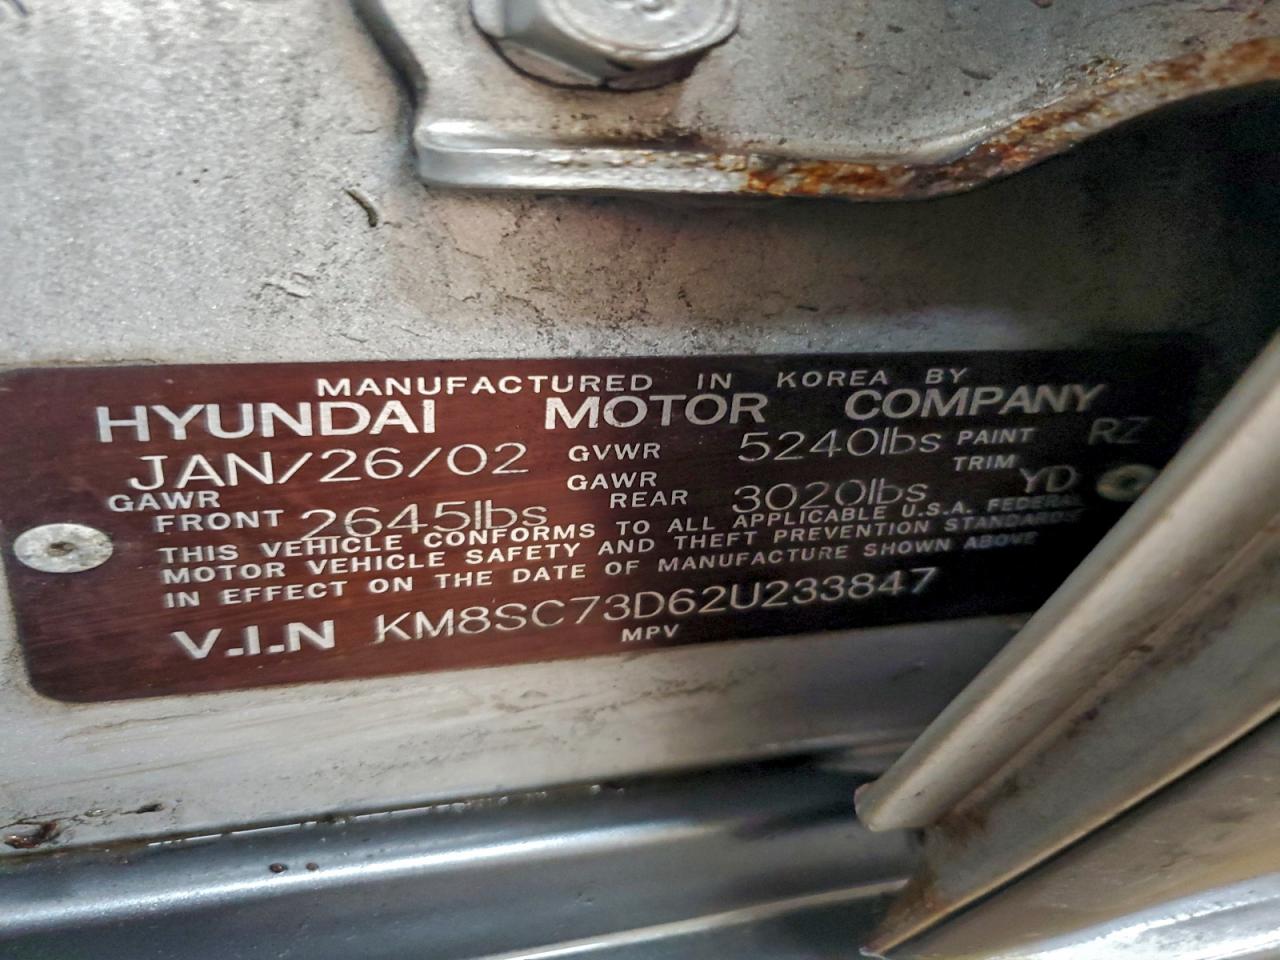 MANUFACTURED IN KOREA BY
HYUNDAI MOTOR COMPANY
JAN/26/02 GVWR 5240lbs PAINT RZ
GAWR FRONT 2645lbs GAWR REAR 3020lbs TRIM YD
THIS VEHICLE CONFORMS TO ALL APPLICABLE U.S.A. FEDERAL
MOTOR VEHICLE SAFETY AND THEFT PREVENTION STANDARDS
IN EFFECT ON THE DATE OF MANUFACTURE SHOWN ABOVE
V.I.N KM8SC73D62U233847
MPV